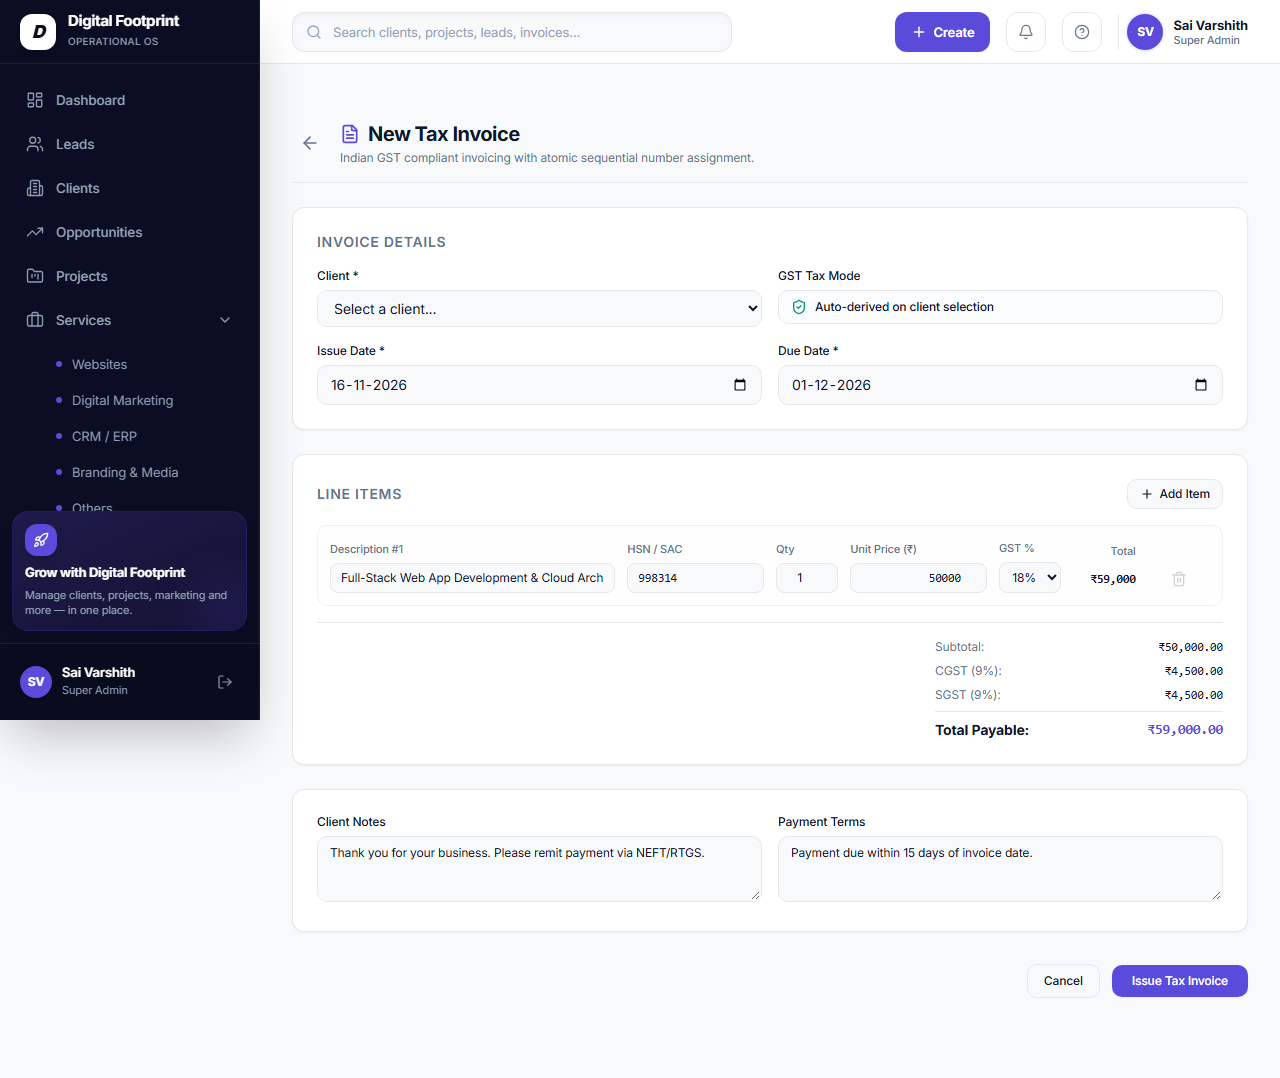 D
Digital Footprint
OPERATIONAL OS
Search clients, projects, leads, invoices...
Create
SV
Sai Varshith
Super Admin
Dashboard
Leads
Clients
Opportunities
Projects
Services
Websites
Digital Marketing
CRM / ERP
Branding & Media
Others
Grow with Digital Footprint
Manage clients, projects, marketing and
more — in one place.
SV
Sai Varshith
Super Admin
New Tax Invoice
Indian GST compliant invoicing with atomic sequential number assignment.
INVOICE DETAILS
Client *
GST Tax Mode
Select a client...
Auto-derived on client selection
Issue Date *
Due Date *
16-11-2026
01-12-2026
LINE ITEMS
Add Item
Description #1
HSN / SAC
Qty
Unit Price (₹)
GST %
Total
Full-Stack Web App Development & Cloud Arch
998314
1
50000
18%
₹59,000
Subtotal: ₹50,000.00
CGST (9%): ₹4,500.00
SGST (9%): ₹4,500.00
Total Payable: ₹59,000.00
Client Notes
Payment Terms
Thank you for your business. Please remit payment via NEFT/RTGS.
Payment due within 15 days of invoice date.
Cancel
Issue Tax Invoice